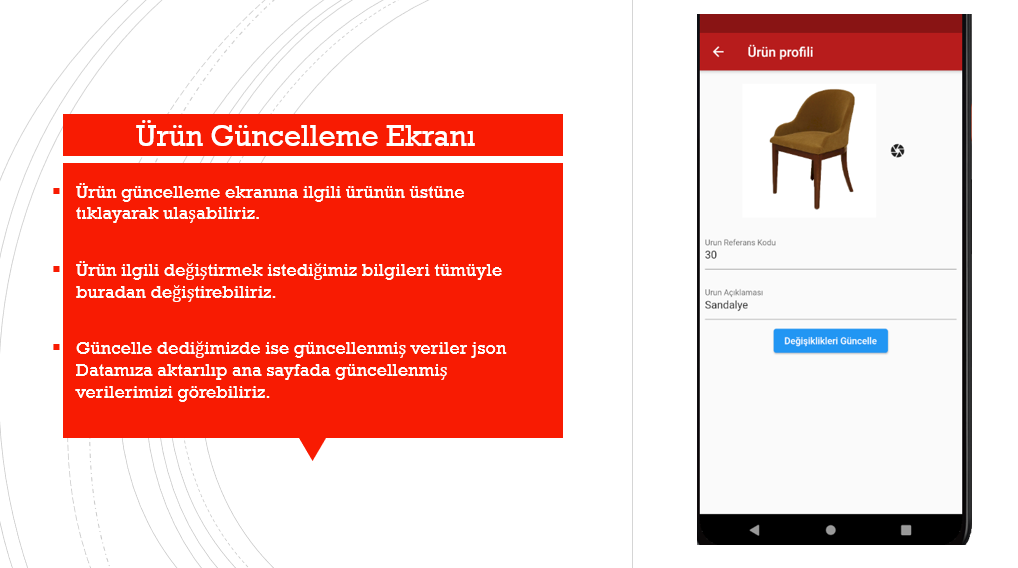 Ürün Güncelleme Ekranı
Ürün güncelleme ekranına ilgili ürünün üstüne
tıklayarak ulaşabiliriz.
Ürün ilgili değiştirmek istediğimiz bilgileri tümüyle
buradan değiştirebiliriz.
Güncelle dediğimizde ise güncellenmiş veriler json
Datamıza aktarılıp ana sayfada güncellenmiş
verilerimizi görebiliriz.
Ürün profili
Urun Referans Kodu
30
Urun Açıklaması
Sandalye
Değişiklikleri Güncelle